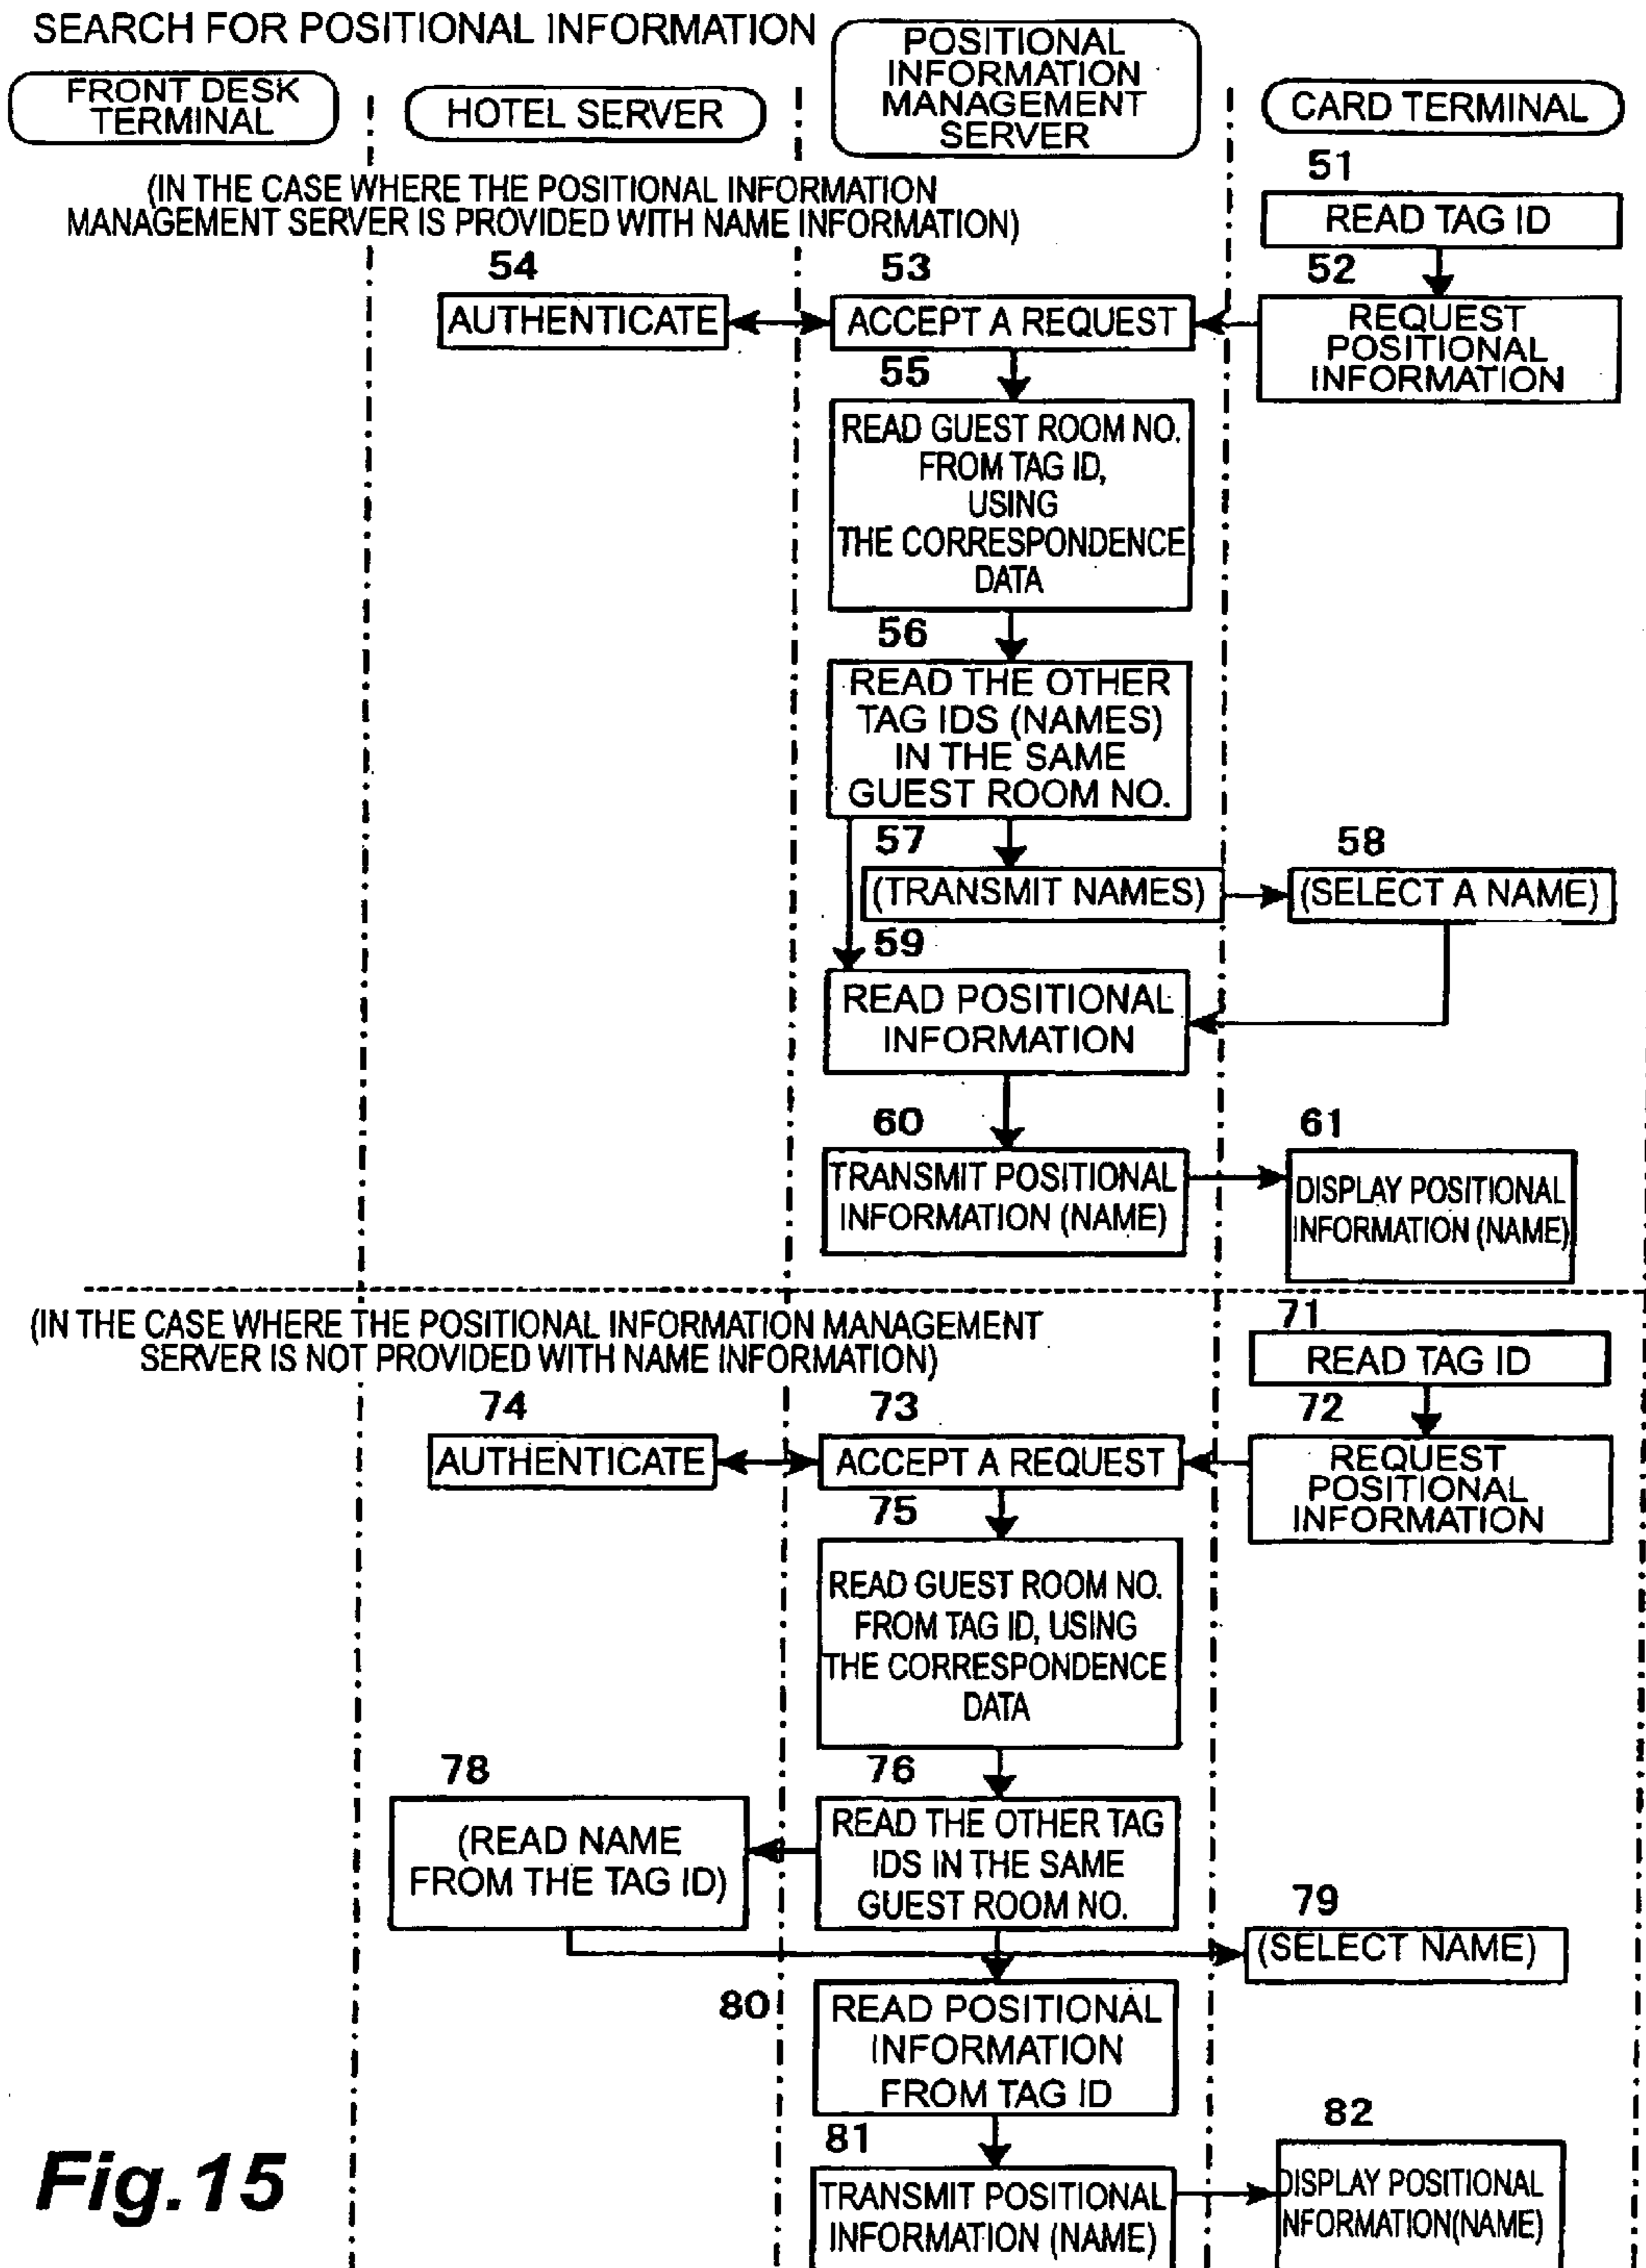 SEARCH FOR POSITIONAL INFORMATION
FRONT DESK
TERMINAL
HOTEL SERVER
POSITIONAL
INFORMATION
MANAGEMENT
SERVER
CARD TERMINAL
(IN THE CASE WHERE THE POSITIONAL INFORMATION
MANAGEMENT SERVER IS PROVIDED WITH NAME INFORMATION)
51
READ TAG ID
52
REQUEST
POSITIONAL
INFORMATION
53
ACCEPT A REQUEST
54
AUTHENTICATE
55
READ GUEST ROOM NO.
FROM TAG ID,
USING
THE CORRESPONDENCE
DATA
56
READ THE OTHER
TAG IDS (NAMES)
IN THE SAME
GUEST ROOM NO.
57
(TRANSMIT NAMES)
58
(SELECT A NAME)
59
READ POSITIONAL
INFORMATION
60
TRANSMIT POSITIONAL
INFORMATION (NAME)
61
DISPLAY POSITIONAL
INFORMATION (NAME)
(IN THE CASE WHERE THE POSITIONAL INFORMATION MANAGEMENT
SERVER IS NOT PROVIDED WITH NAME INFORMATION)
71
READ TAG ID
72
REQUEST
POSITIONAL
INFORMATION
73
ACCEPT A REQUEST
74
AUTHENTICATE
75
READ GUEST ROOM NO.
FROM TAG ID, USING
THE CORRESPONDENCE
DATA
76
READ THE OTHER TAG
IDS IN THE SAME
GUEST ROOM NO.
78
(READ NAME
FROM THE TAG ID)
79
(SELECT NAME)
80
READ POSITIONAL
INFORMATION
FROM TAG ID
81
TRANSMIT POSITIONAL
INFORMATION (NAME)
82
DISPLAY POSITIONAL
INFORMATION(NAME)
Fig.15